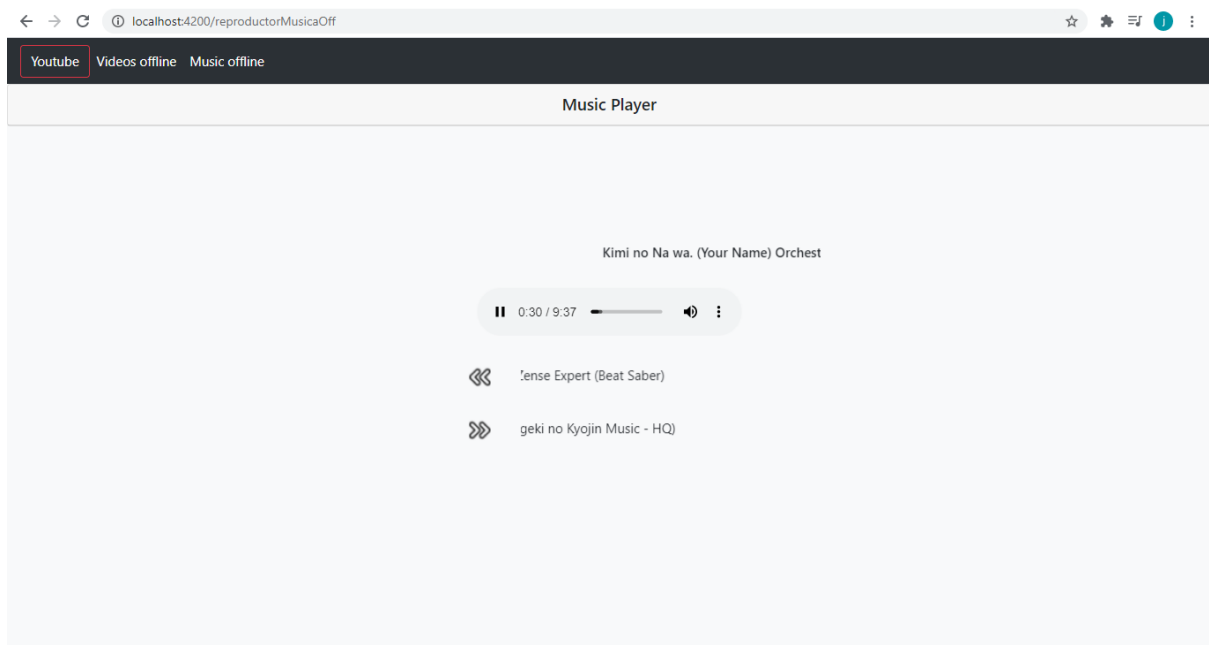 localhost:4200/reproductorMusicaOff
j
Youtube Videos offline Music offline
Music Player
Kimi no Na wa. (Your Name) Orchest
0:30 / 9:37
Expert (Beat Saber)
geki no Kyojin Music - HQ)